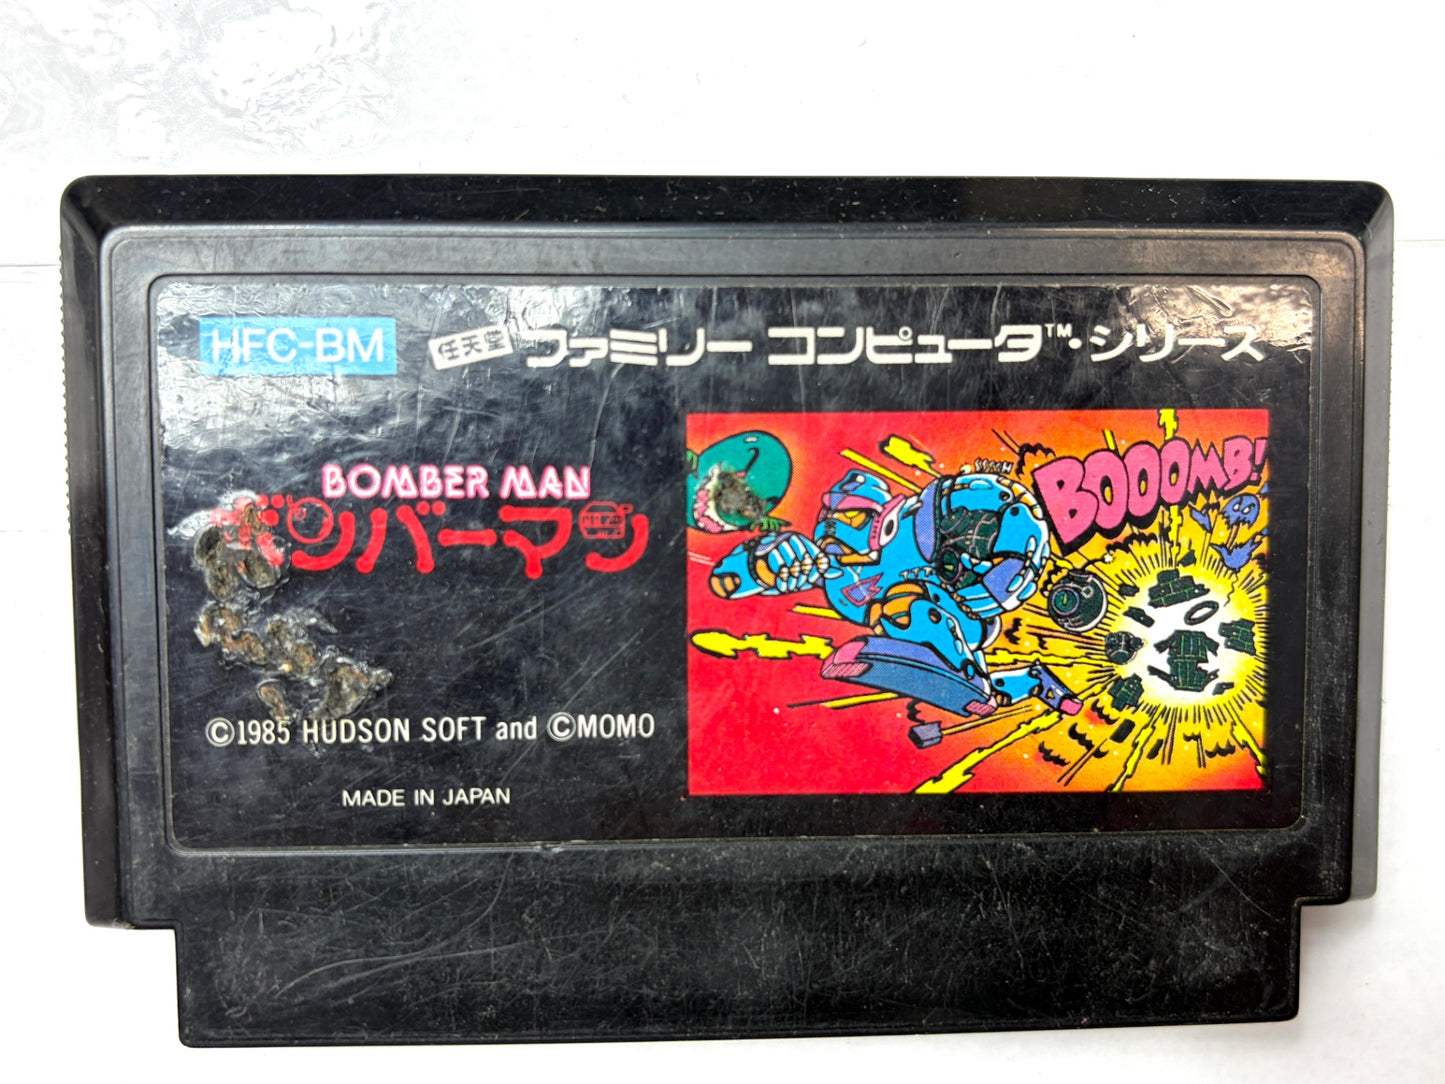 HFC-BM
任天堂 ファミリー コンピュータ™・シリーズ
BOMBER MAN
ボンバーマン
©1985 HUDSON SOFT and ©MOMO
MADE IN JAPAN
SSSSH
BOOOMB!